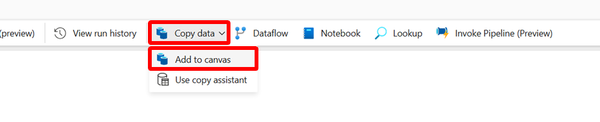 (preview) View run history Copy data Dataflow Notebook Lookup Invoke Pipeline (Preview)
Add to canvas
Use copy assistant